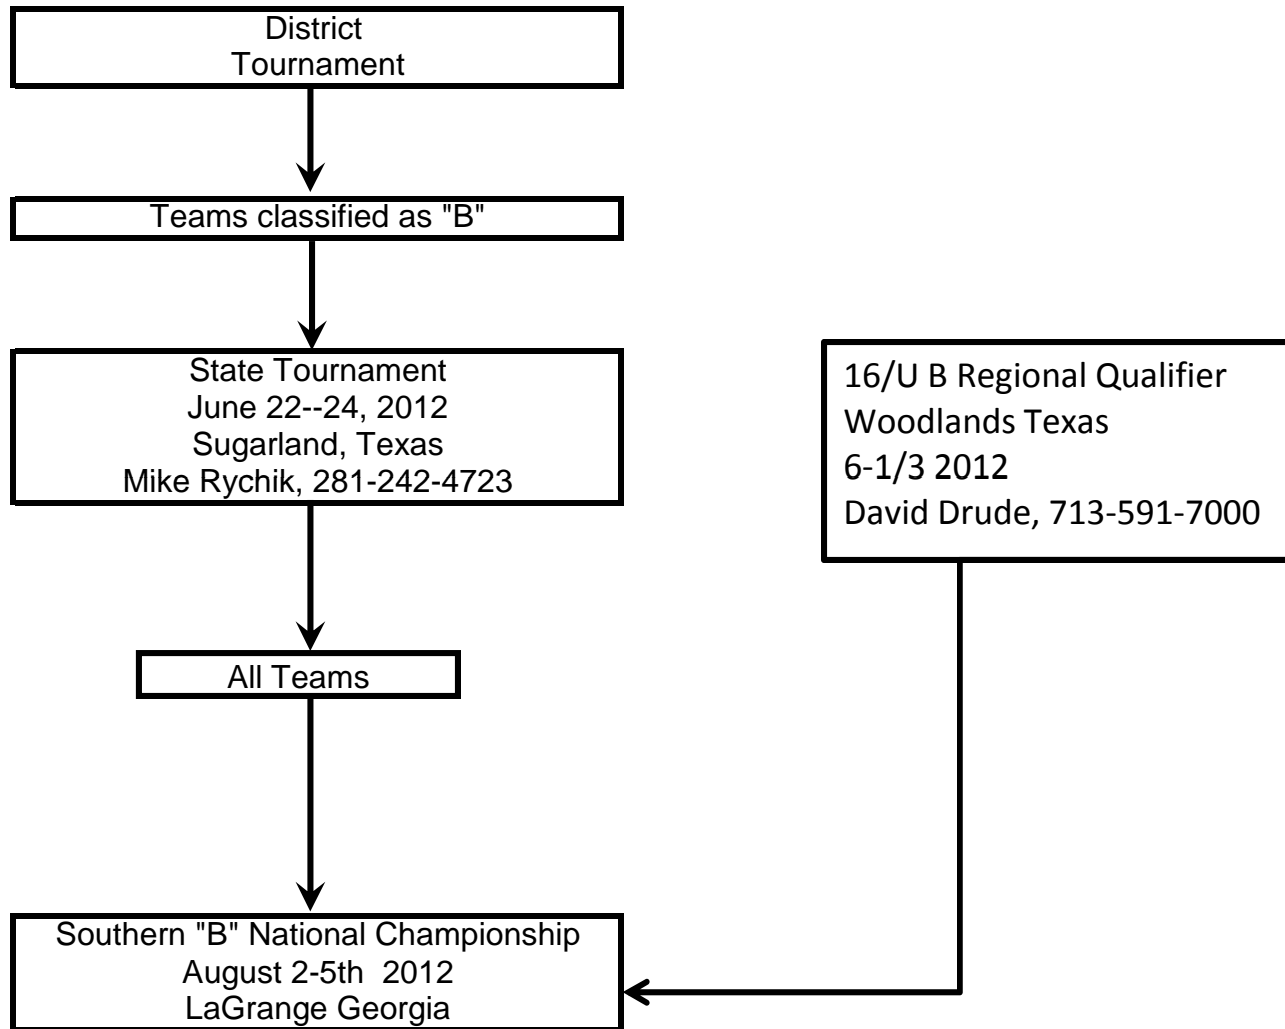 District
Tournament
Teams classified as "B"
State Tournament
June 22--24, 2012
Sugarland, Texas
Mike Rychik, 281-242-4723
16/U B Regional Qualifier
Woodlands Texas
6-1/3 2012
David Drude, 713-591-7000
All Teams
Southern "B" National Championship
August 2-5th  2012
LaGrange Georgia